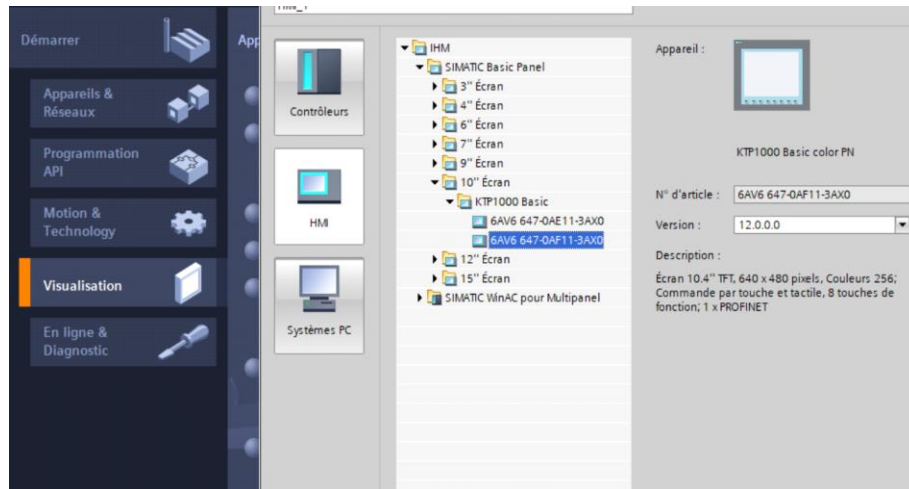 Démarrer
Appareils &
Réseaux
Programmation
API
Motion &
Technology
Visualisation
En ligne &
Diagnostic
App
Contrôleurs
HMI
Systèmes PC
IHM
SIMATIC Basic Panel
3" Écran
4" Écran
6" Écran
7" Écran
9" Écran
10" Écran
KTP1000 Basic
6AV6 647-0AE11-3AX0
6AV6 647-0AF11-3AX0
12" Écran
15" Écran
SIMATIC WinAC pour Multipanel
Appareil :
KTP1000 Basic color PN
N° d'article : 6AV6 647-0AF11-3AX0
Version : 12.0.0.0
Description :
Écran 10.4'' TFT, 640 x 480 pixels, Couleurs 256;
Commande par touche et tactile, 8 touches de
fonction; 1 x PROFINET